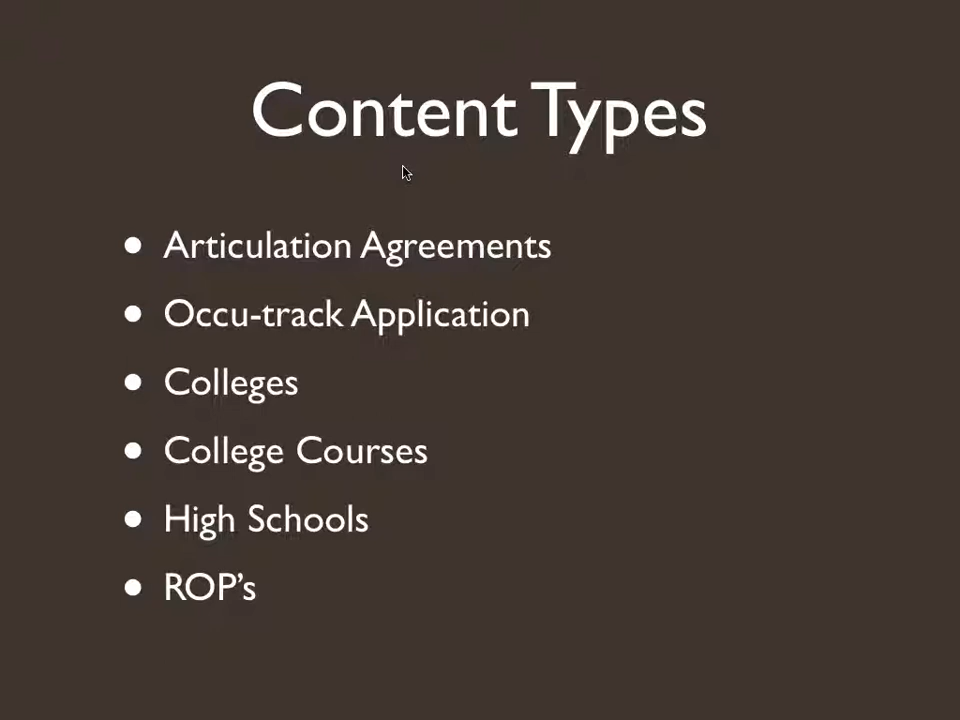 Content Types
• Articulation Agreements
• Occu-track Application
• Colleges
• College Courses
• High Schools
• ROP’s